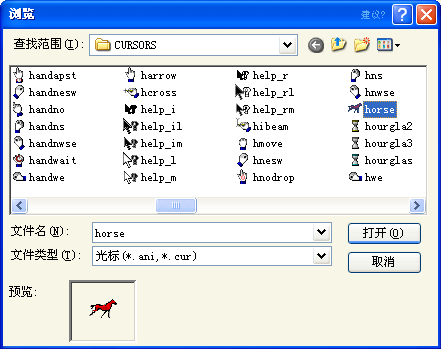 浏览 建议?
查找范围(I): CURSORS
handapst harrow help_r hns
handnesw hcross help_rl hnwse
handno help_i help_rm horse
handns help_il hibeam hourgla2
handnwse help_im hmove hourgla3
handwait help_l hnesw hourglas
handwe help_m hnodrop hwe
文件名(N): horse 打开(O)
文件类型(T): 光标(*.ani,*.cur) 取消
预览: